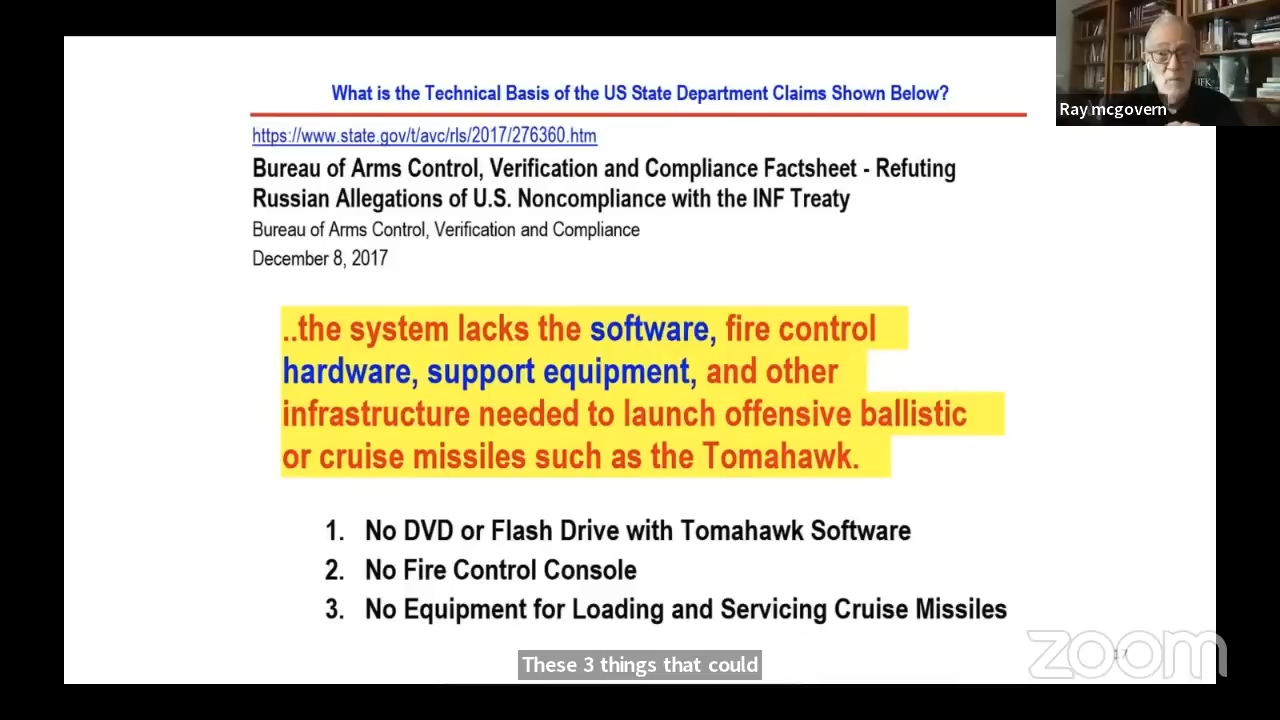 What is the Technical Basis of the US State Department Claims Shown Below?
Ray mcgovern
https://www.state.gov/t/avc/rls/2017/276360.htm
Bureau of Arms Control, Verification and Compliance Factsheet - Refuting
Russian Allegations of U.S. Noncompliance with the INF Treaty
Bureau of Arms Control, Verification and Compliance
December 8, 2017
..the system lacks the software, fire control
hardware, support equipment, and other
infrastructure needed to launch offensive ballistic
or cruise missiles such as the Tomahawk.
1. No DVD or Flash Drive with Tomahawk Software
2. No Fire Control Console
3. No Equipment for Loading and Servicing Cruise Missiles
zoom
17
These 3 things that could